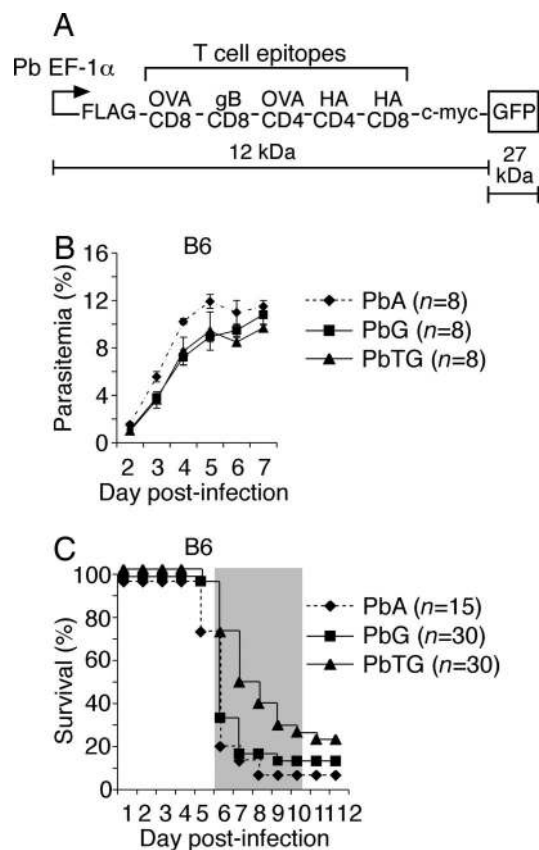 A
Pb EF-1α
T cell epitopes
FLAG - OVA CD8 - gB CD8 - OVA CD4 - HA CD4 - HA CD8 - c-myc - GFP
12 kDa
27 kDa
B
B6
Parasitemia (%)
16
12
8
4
0
2 3 4 5 6 7
Day post-infection
PbA (n=8)
PbG (n=8)
PbTG (n=8)
C
B6
Survival (%)
100
80
60
40
20
0
1 2 3 4 5 6 7 8 9 10 11 12
Day post-infection
PbA (n=15)
PbG (n=30)
PbTG (n=30)